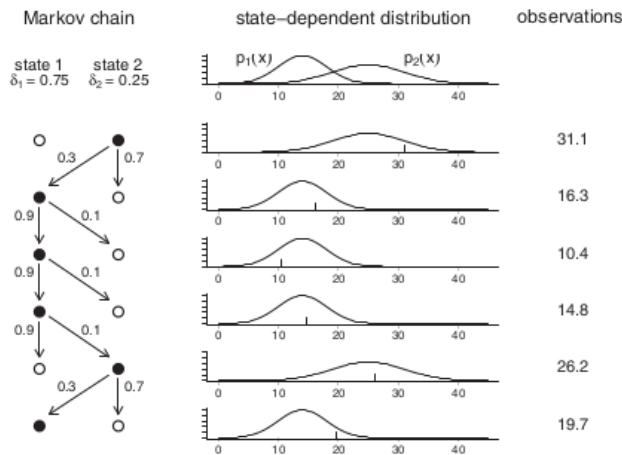 Markov chain state–dependent distribution observations
state 1 state 2
δ₁ = 0.75 δ₂ = 0.25
p₁(x) p₂(x)
0 10 20 30 40
31.1
0.3 0.7
0 10 20 30 40
16.3
0.9 0.1
0 10 20 30 40
10.4
0.9 0.1
0 10 20 30 40
14.8
0.9 0.1
0 10 20 30 40
26.2
0.3 0.7
0 10 20 30 40
19.7
0 10 20 30 40